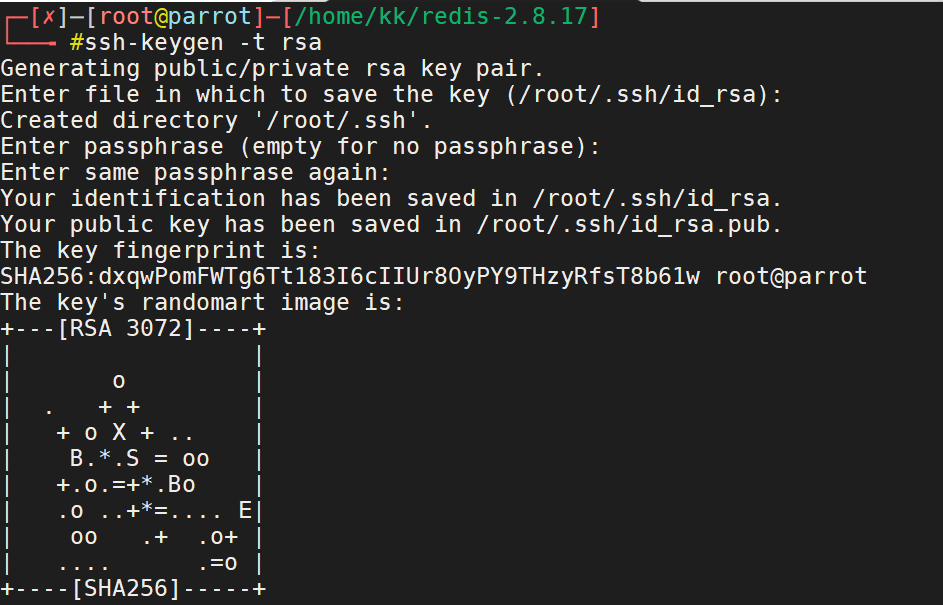 ┌─[✗]─[root@parrot]─[/home/kk/redis-2.8.17]
└──╼ #ssh-keygen -t rsa
Generating public/private rsa key pair.
Enter file in which to save the key (/root/.ssh/id_rsa):
Created directory '/root/.ssh'.
Enter passphrase (empty for no passphrase):
Enter same passphrase again:
Your identification has been saved in /root/.ssh/id_rsa.
Your public key has been saved in /root/.ssh/id_rsa.pub.
The key fingerprint is:
SHA256:dxqwPomFWTg6Tt183I6cIIUr8OyPY9THzyRfsT8b61w root@parrot
The key's randomart image is:
+---[RSA 3072]----+
|                 |
|       o         |
|  .   + +        |
|   + o X + ..    |
|    B.*.S = oo   |
|   +.o.=+*.Bo    |
|   .o ..+*=.... E|
|    oo   .+  .o+ |
|   ....      .=o |
+----[SHA256]-----+